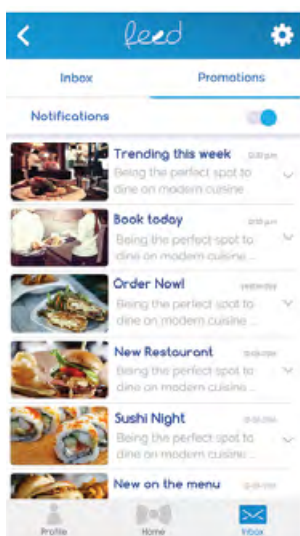 feed
Inbox
Promotions
Notifications
Trending this week
Being the perfect spot to
dine on modern cuisine
Book today
Being the perfect spot to
dine on modern cuisine ...
Order Now!
yesterday
Being the perfect spot to
dine on modern cuisine ...
New Restaurant
Being the perfect spot to
dine on modern cuisine ...
Sushi Night
Being the perfect spot to
dine on modern cuisine ...
New on the menu
Profile
Home
Inbox